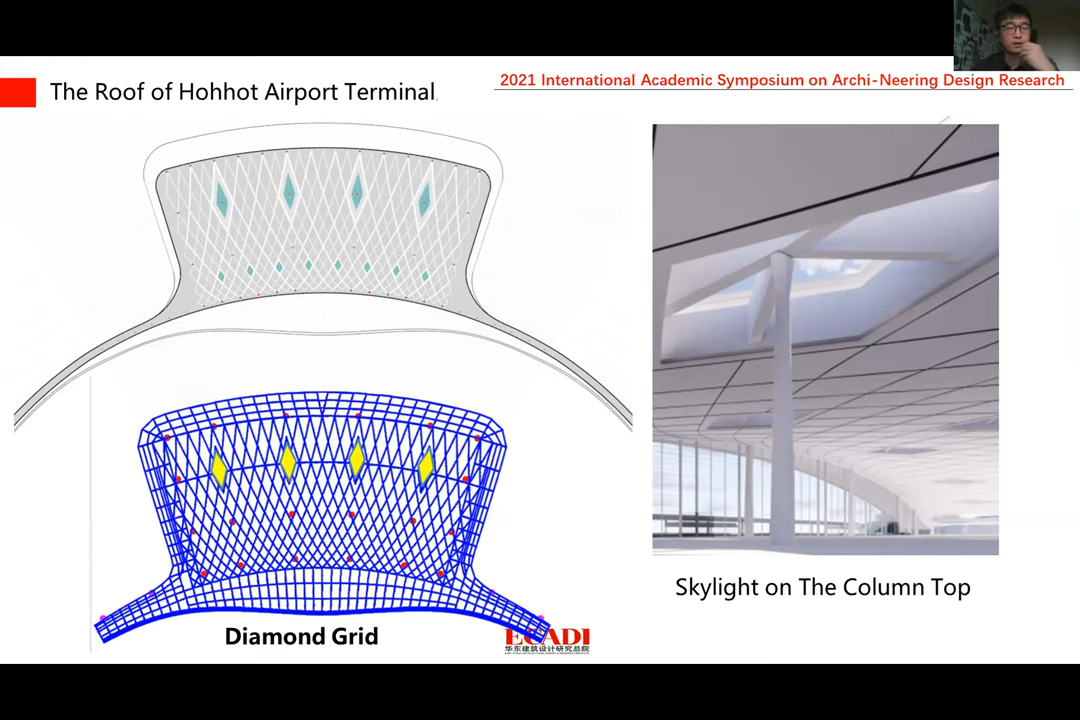 The Roof of Hohhot Airport Terminal
2021 International Academic Symposium on Archi-Neering Design Research
Skylight on The Column Top
Diamond Grid
ECADI
华东建筑设计研究总院